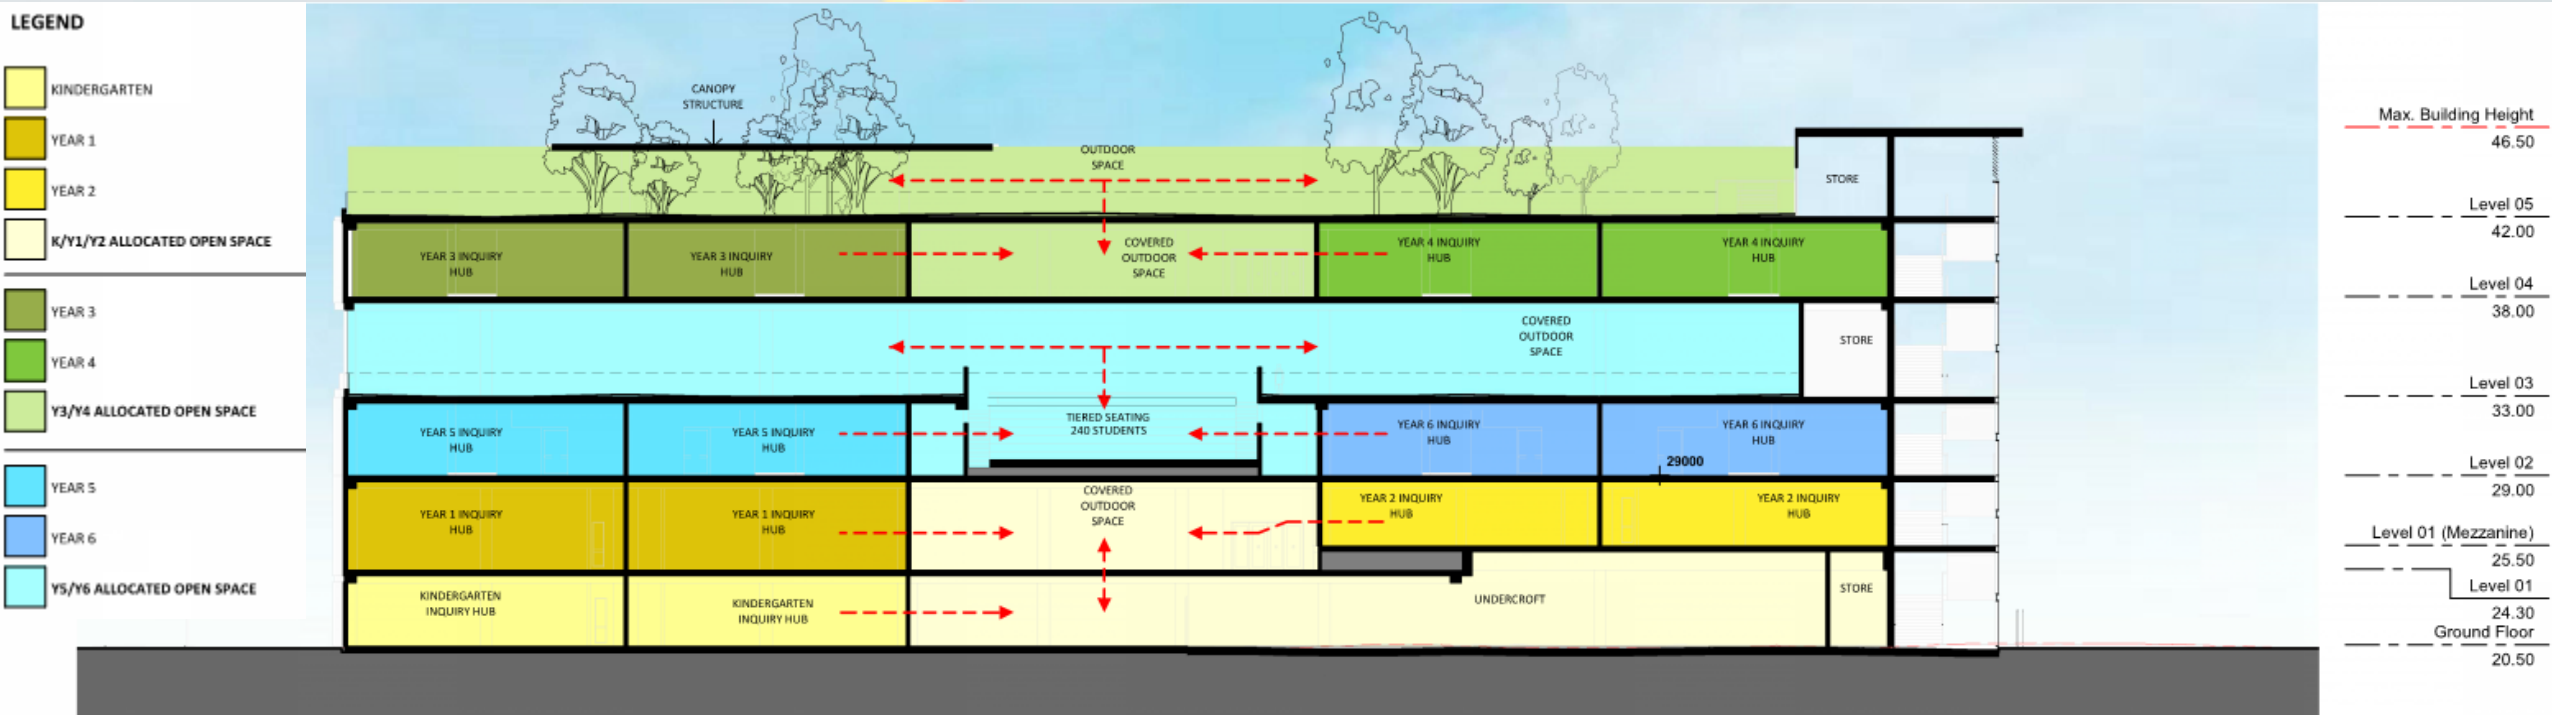 LEGEND
KINDERGARTEN
YEAR 1
YEAR 2
K/Y1/Y2 ALLOCATED OPEN SPACE
YEAR 3
YEAR 4
Y3/Y4 ALLOCATED OPEN SPACE
YEAR 5
YEAR 6
Y5/Y6 ALLOCATED OPEN SPACE
CANOPY
STRUCTURE
OUTDOOR
SPACE
STORE
YEAR 3 INQUIRY
HUB
YEAR 3 INQUIRY
HUB
COVERED
OUTDOOR
SPACE
YEAR 4 INQUIRY
HUB
YEAR 4 INQUIRY
HUB
COVERED
OUTDOOR
SPACE
STORE
YEAR 5 INQUIRY
HUB
YEAR 5 INQUIRY
HUB
TIERED SEATING
240 STUDENTS
YEAR 6 INQUIRY
HUB
YEAR 6 INQUIRY
HUB
29000
YEAR 1 INQUIRY
HUB
YEAR 1 INQUIRY
HUB
COVERED
OUTDOOR
SPACE
YEAR 2 INQUIRY
HUB
YEAR 2 INQUIRY
HUB
KINDERGARTEN
INQUIRY HUB
KINDERGARTEN
INQUIRY HUB
UNDERCROFT
STORE
Max. Building Height
46.50
Level 05
42.00
Level 04
38.00
Level 03
33.00
Level 02
29.00
Level 01 (Mezzanine)
25.50
Level 01
24.30
Ground Floor
20.50